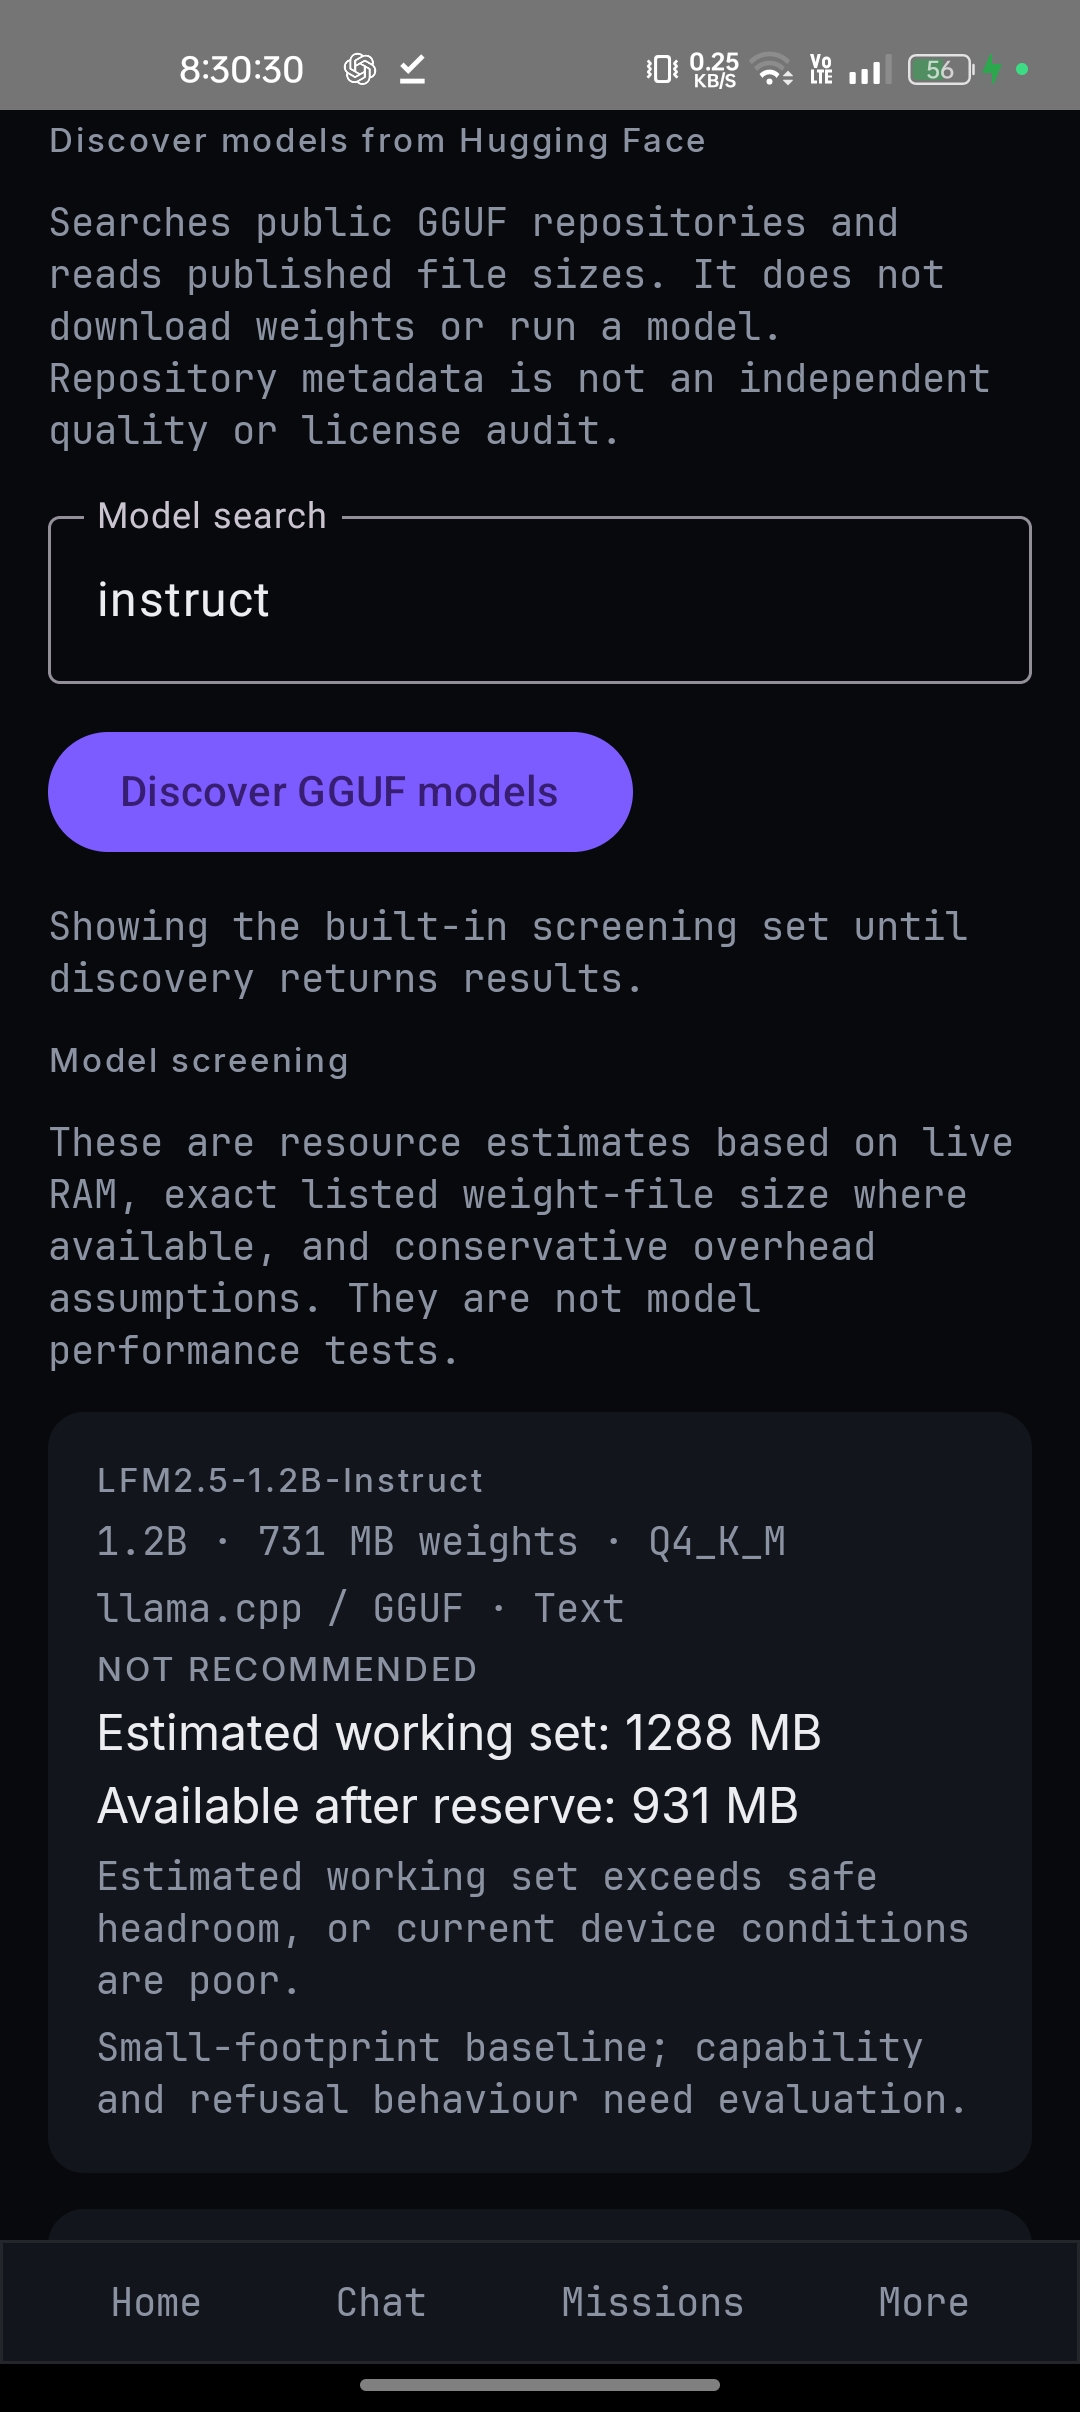 8:30:30
0.25
KB/S
Vo
LTE
56
Discover models from Hugging Face
Searches public GGUF repositories and
reads published file sizes. It does not
download weights or run a model.
Repository metadata is not an independent
quality or license audit.
Model search
instruct
Discover GGUF models
Showing the built-in screening set until
discovery returns results.
Model screening
These are resource estimates based on live
RAM, exact listed weight-file size where
available, and conservative overhead
assumptions. They are not model
performance tests.
LFM2.5-1.2B-Instruct
1.2B · 731 MB weights · Q4_K_M
llama.cpp / GGUF · Text
NOT RECOMMENDED
Estimated working set: 1288 MB
Available after reserve: 931 MB
Estimated working set exceeds safe
headroom, or current device conditions
are poor.
Small-footprint baseline; capability
and refusal behaviour need evaluation.
Home Chat Missions More